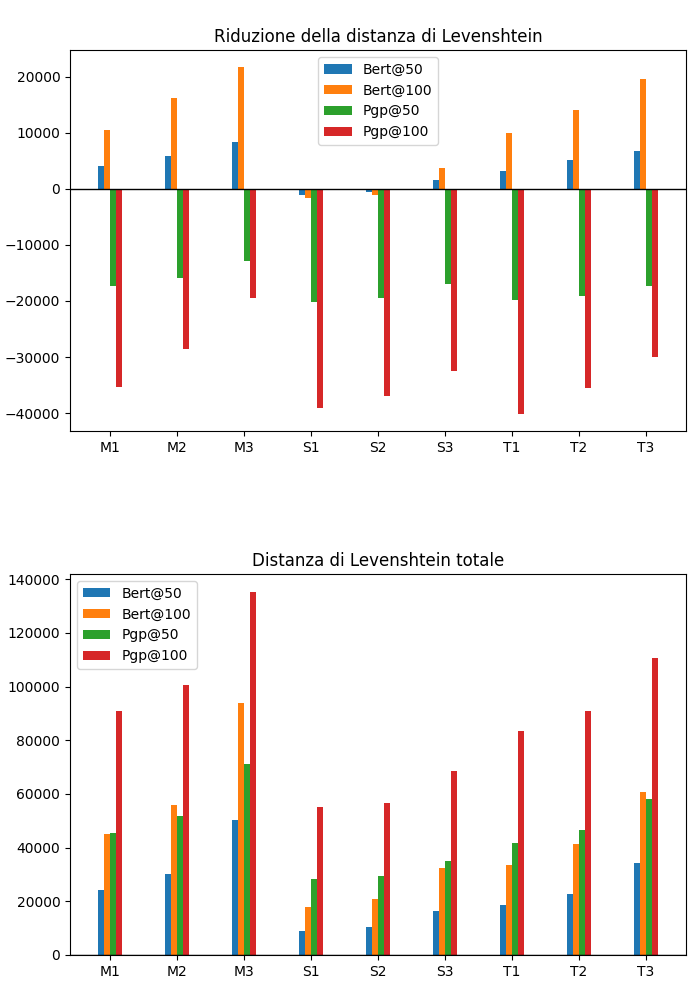 Riduzione della distanza di Levenshtein
Bert@50
Bert@100
Pgp@50
Pgp@100
20000
10000
0
−10000
−20000
−30000
−40000
M1 M2 M3 S1 S2 S3 T1 T2 T3
Distanza di Levenshtein totale
Bert@50
Bert@100
Pgp@50
Pgp@100
140000
120000
100000
80000
60000
40000
20000
0
M1 M2 M3 S1 S2 S3 T1 T2 T3